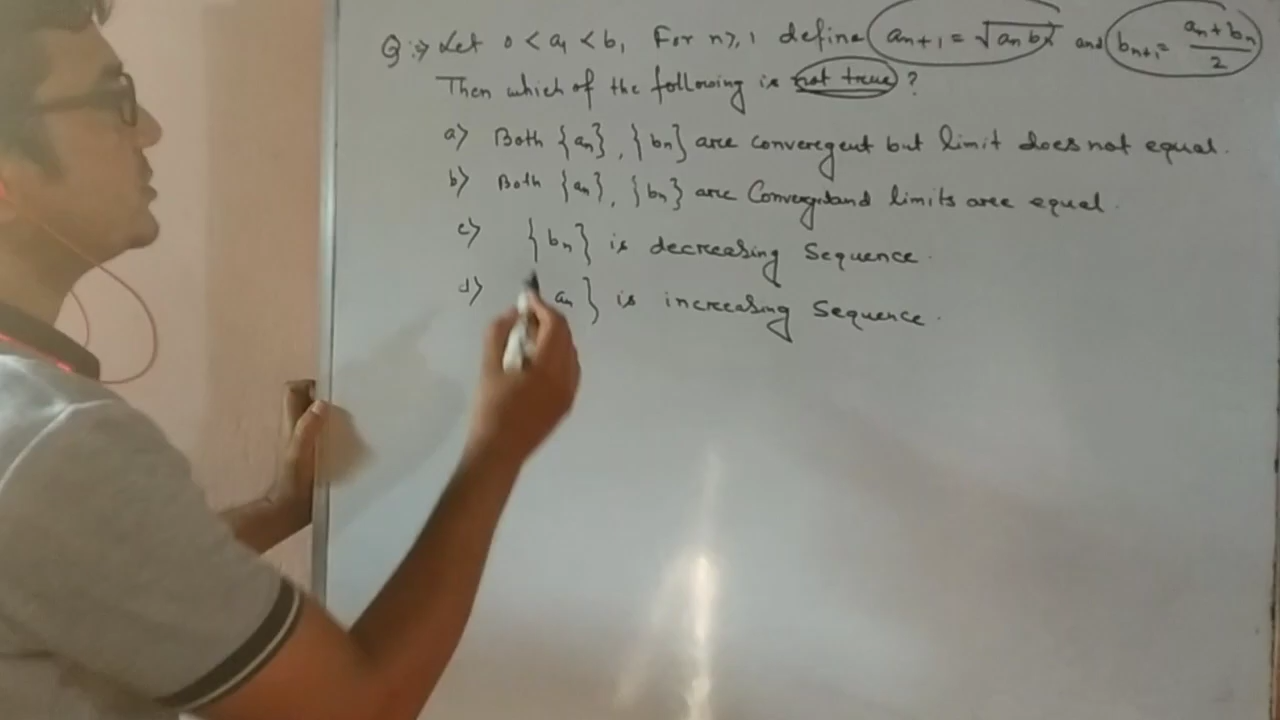 Q:⇒ Let 0 < a₁ < b₁ For n ≥ 1 define aₙ₊₁ = √aₙbₙ and bₙ₊₁ = (aₙ + bₙ)/2
Then which of the following is not true ?
a) Both {aₙ}, {bₙ} are converegent but limit does not equal.
b) Both {aₙ}, {bₙ} are Convergent and limits are equal.
c) {bₙ} is decreasing Sequence.
d) aₙ} is increasing Sequence.